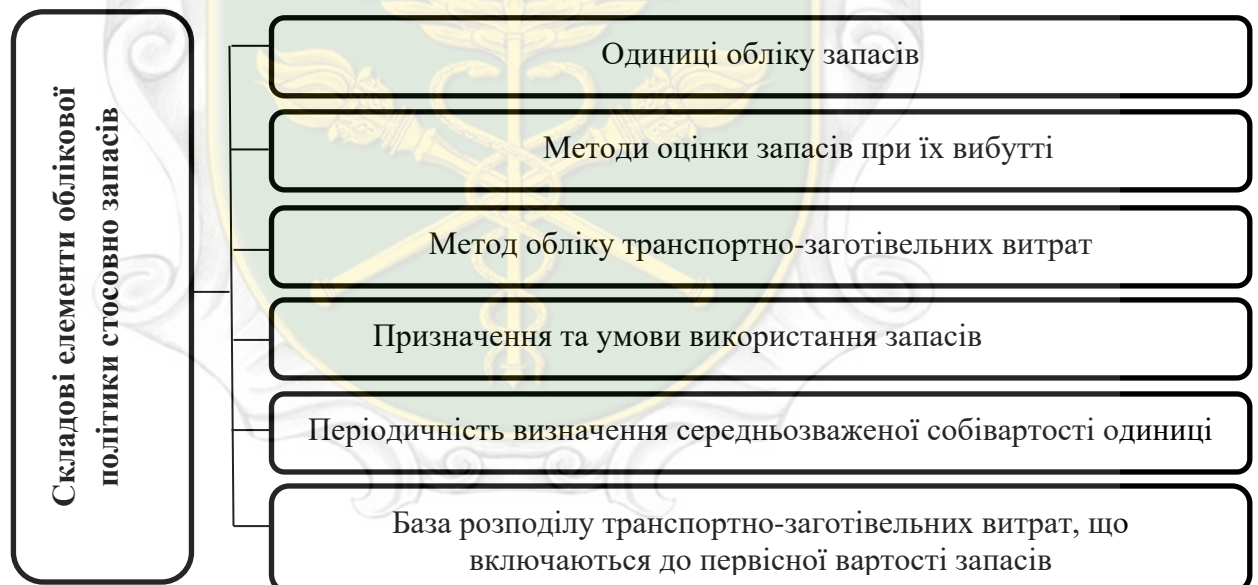 Складові елементи облікової
політики стосовно запасів
Одиниці обліку запасів
Методи оцінки запасів при їх вибутті
Метод обліку транспортно-заготівельних витрат
Призначення та умови використання запасів
Періодичність визначення середньозваженої собівартості одиниці
База розподілу транспортно-заготівельних витрат, що
включаються до первісної вартості запасів